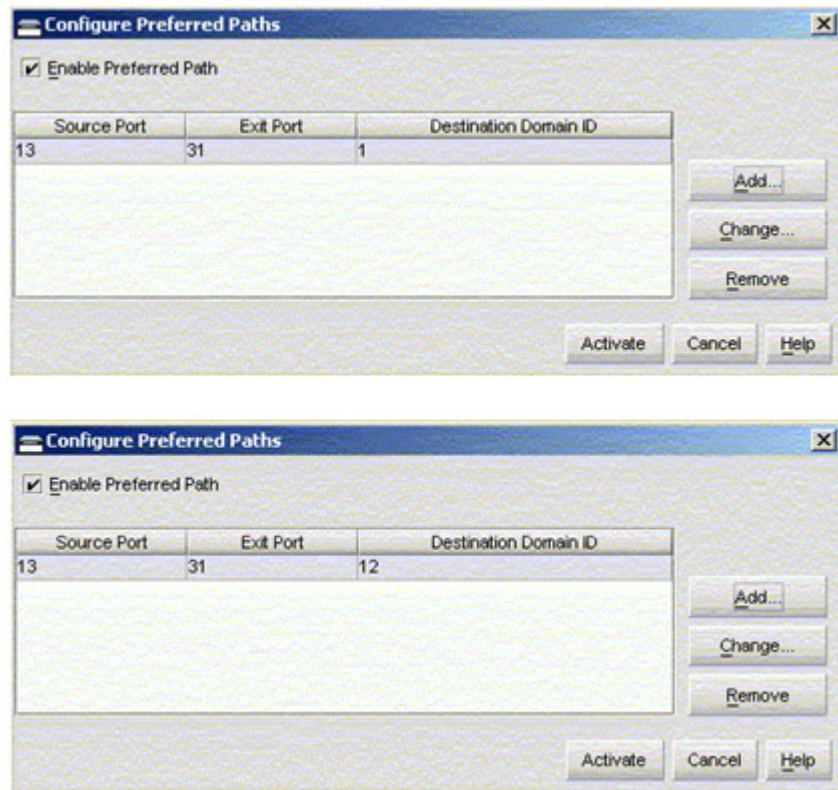 Configure Preferred Paths
Enable Preferred Path
Source Port Exit Port Destination Domain ID
13 31 1
Add...
Change...
Remove
Activate Cancel Help
Configure Preferred Paths
Enable Preferred Path
Source Port Exit Port Destination Domain ID
13 31 12
Add...
Change...
Remove
Activate Cancel Help